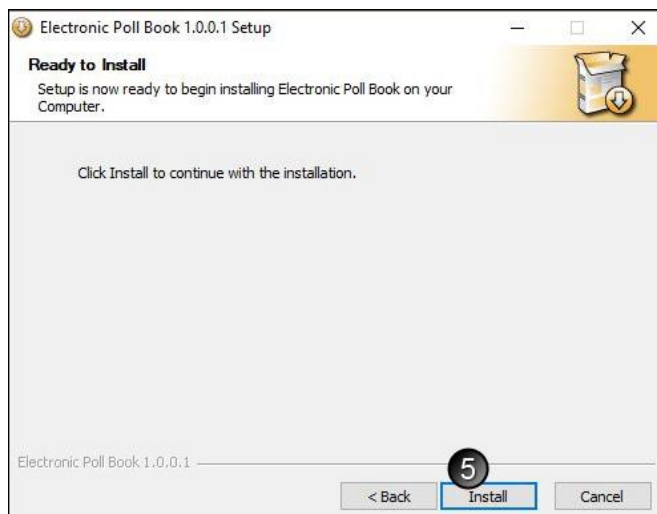 Electronic Poll Book 1.0.0.1 Setup
Ready to Install
Setup is now ready to begin installing Electronic Poll Book on your
Computer.
Click Install to continue with the installation.
Electronic Poll Book 1.0.0.1
5
< Back Install Cancel